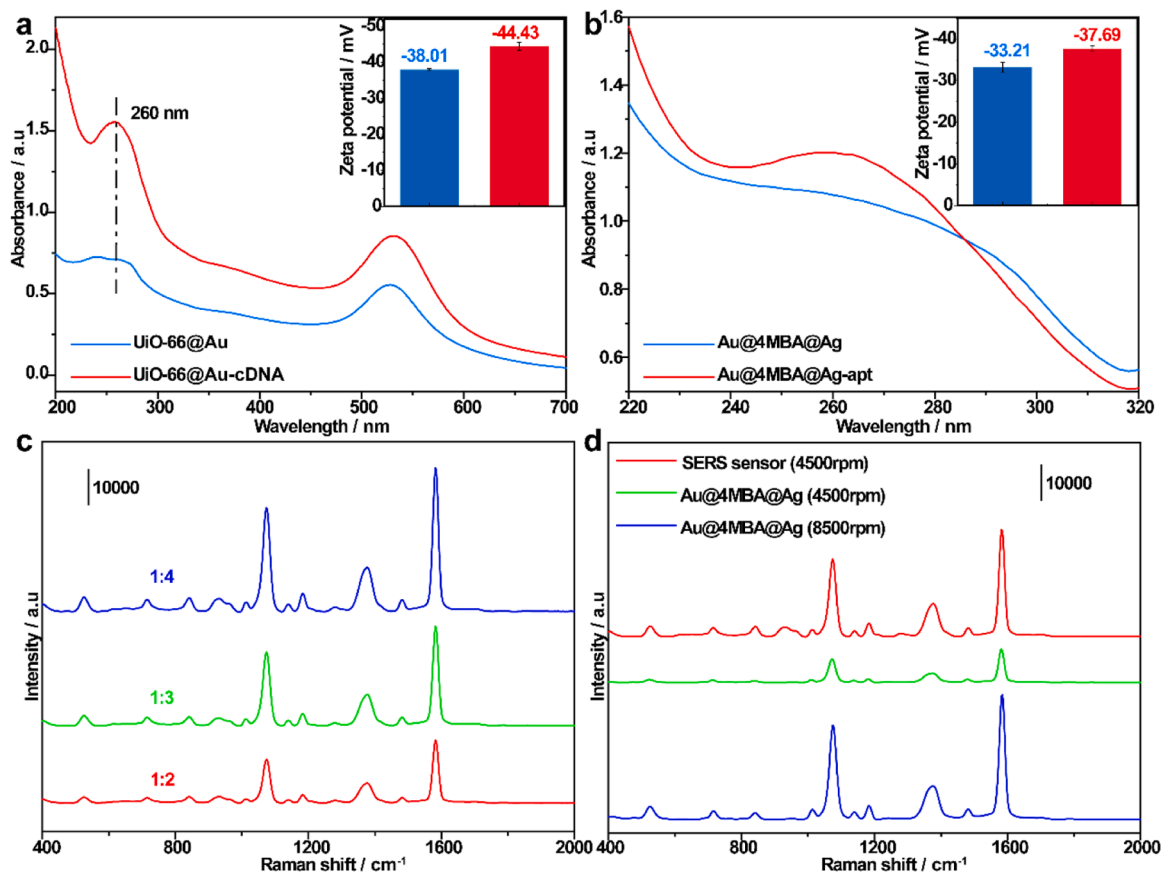 a
2.0
1.5
1.0
0.5
0.0
Absorbance / a.u
260 nm
UiO-66@Au
UiO-66@Au-cDNA
200 300 400 500 600 700
Wavelength / nm
-50
-40
-30
-20
-10
0
Zeta potential / mV
-38.01
-44.43
b
1.6
1.4
1.2
1.0
0.8
0.6
Absorbance / a.u
Au@4MBA@Ag
Au@4MBA@Ag-apt
220 240 260 280 300 320
Wavelength / nm
-40
-30
-20
-10
0
Zeta potential / mV
-33.21
-37.69
c
10000
1:4
1:3
1:2
Intensity / a.u
400 800 1200 1600 2000
Raman shift / cm⁻¹
d
SERS sensor (4500rpm)
Au@4MBA@Ag (4500rpm)
Au@4MBA@Ag (8500rpm)
10000
Intensity / a.u
400 800 1200 1600 2000
Raman shift / cm⁻¹